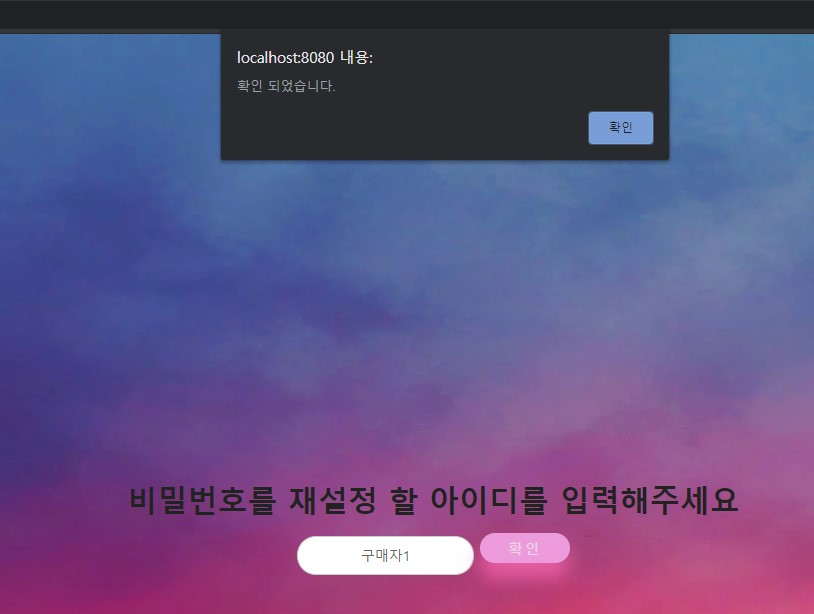 localhost:8080 내용:
확인 되었습니다.
확인
비밀번호를 재설정 할 아이디를 입력해주세요
구매자1
확인